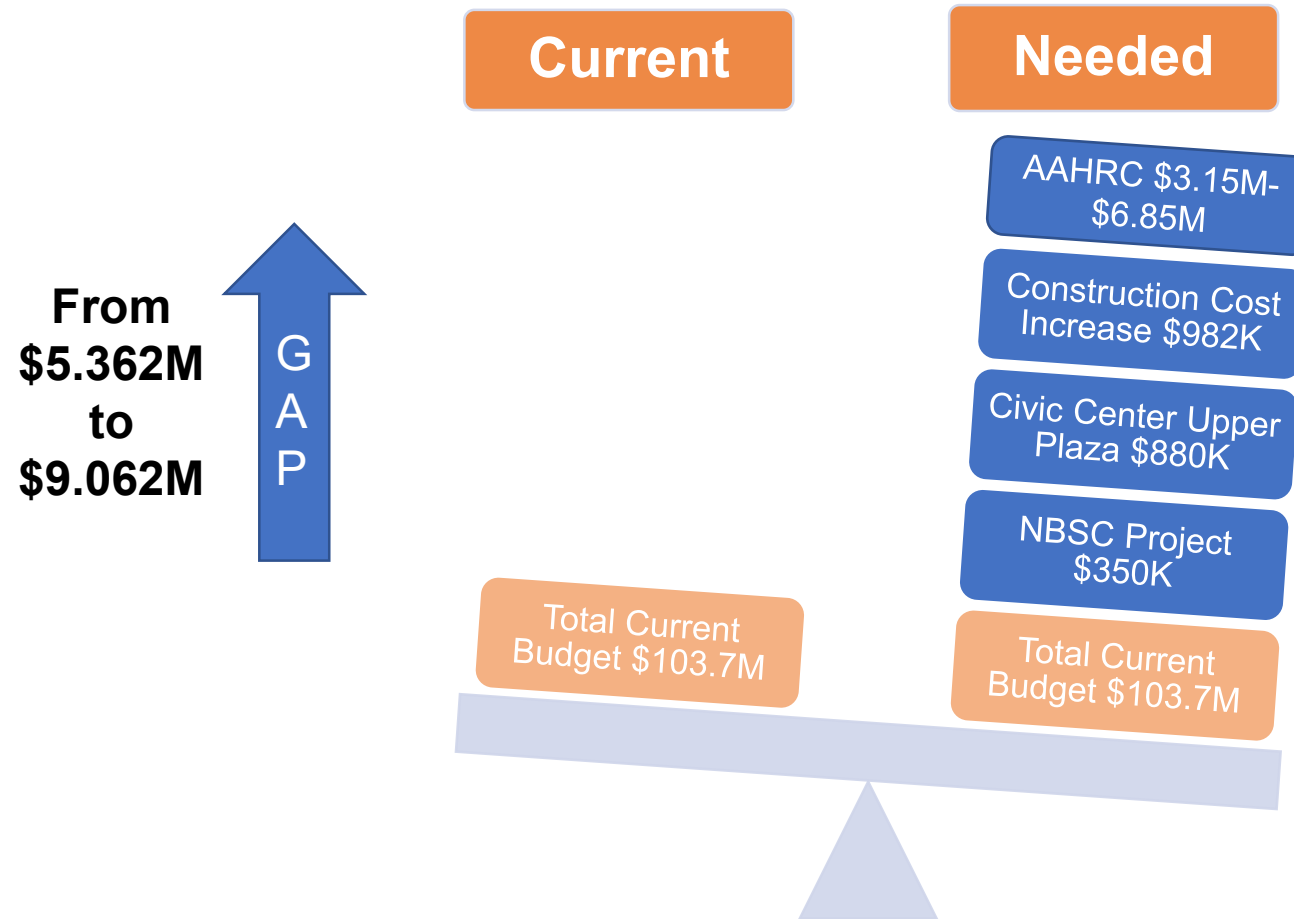 Current
Needed
AAHRC $3.15M-
$6.85M
Construction Cost
Increase $982K
Civic Center Upper
Plaza $880K
NBSC Project
$350K
Total Current
Budget $103.7M
Total Current
Budget $103.7M
From
$5.362M
to
$9.062M
G
A
P